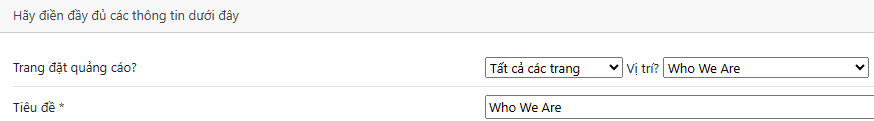 Hãy điền đầy đủ các thông tin dưới đây
Trang đặt quảng cáo? Tất cả các trang Vị trí? Who We Are
Tiêu đề * Who We Are